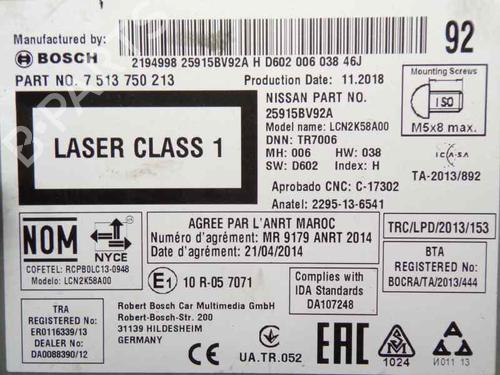 Manufactured by:
BOSCH
2194998 25915BV92A H D602 006 038 46J
92
PART NO. 7 513 750 213
Production Date: 11.2018
Mounting Screws
ISO
M5x8 max.
LASER CLASS 1
NISSAN PART NO.
25915BV92A
Model name: LCN2K58A00
DNN: TR7006
MH: 006 HW: 038
SW: D602 Index: H
Aprobado CNC: C-17302
Anatel: 2295-13-6541
ICASA
TA-2013/892
NOM
NYCE
COFETEL: RCPBOLC13-0948
Modelo: LCN2K58A00
AGREE PAR L'ANRT MAROC
Numéro d'agrément: MR 9179 ANRT 2014
Date d'agrément: 21/04/2014
TRC/LPD/2013/153
BTA
REGISTERED No:
BOCRA/TA/2013/444
E1 10 R-05 7071
Complies with
IDA Standards
DA107248
TRA
REGISTERED No:
ER0116339/13
DEALER No:
DA0088390/12
Robert Bosch Car Multimedia GmbH
Robert-Bosch-Str. 200
31139 HILDESHEIM
GERMANY
CE
UA.TR.052
EAC
1024
И011 13